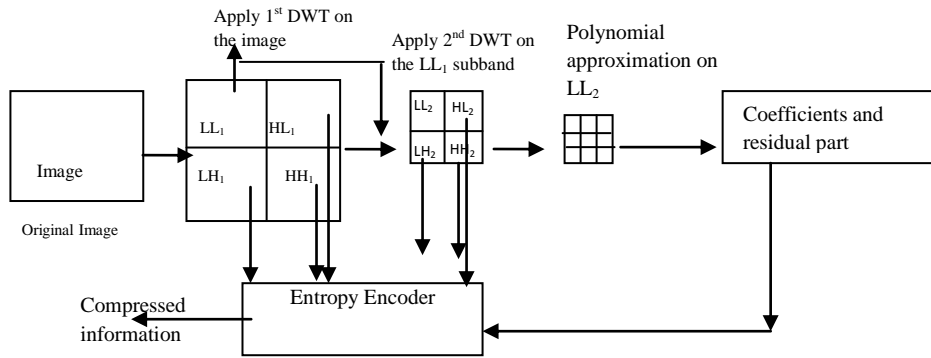 Apply 1st DWT on
the image
Apply 2nd DWT on
the LL1 subband
Polynomial
approximation on
LL2
Image
Original Image
LL1
HL1
LH1
HH1
LL2
HL2
LH2
HH2
Coefficients and
residual part
Entropy Encoder
Compressed
information